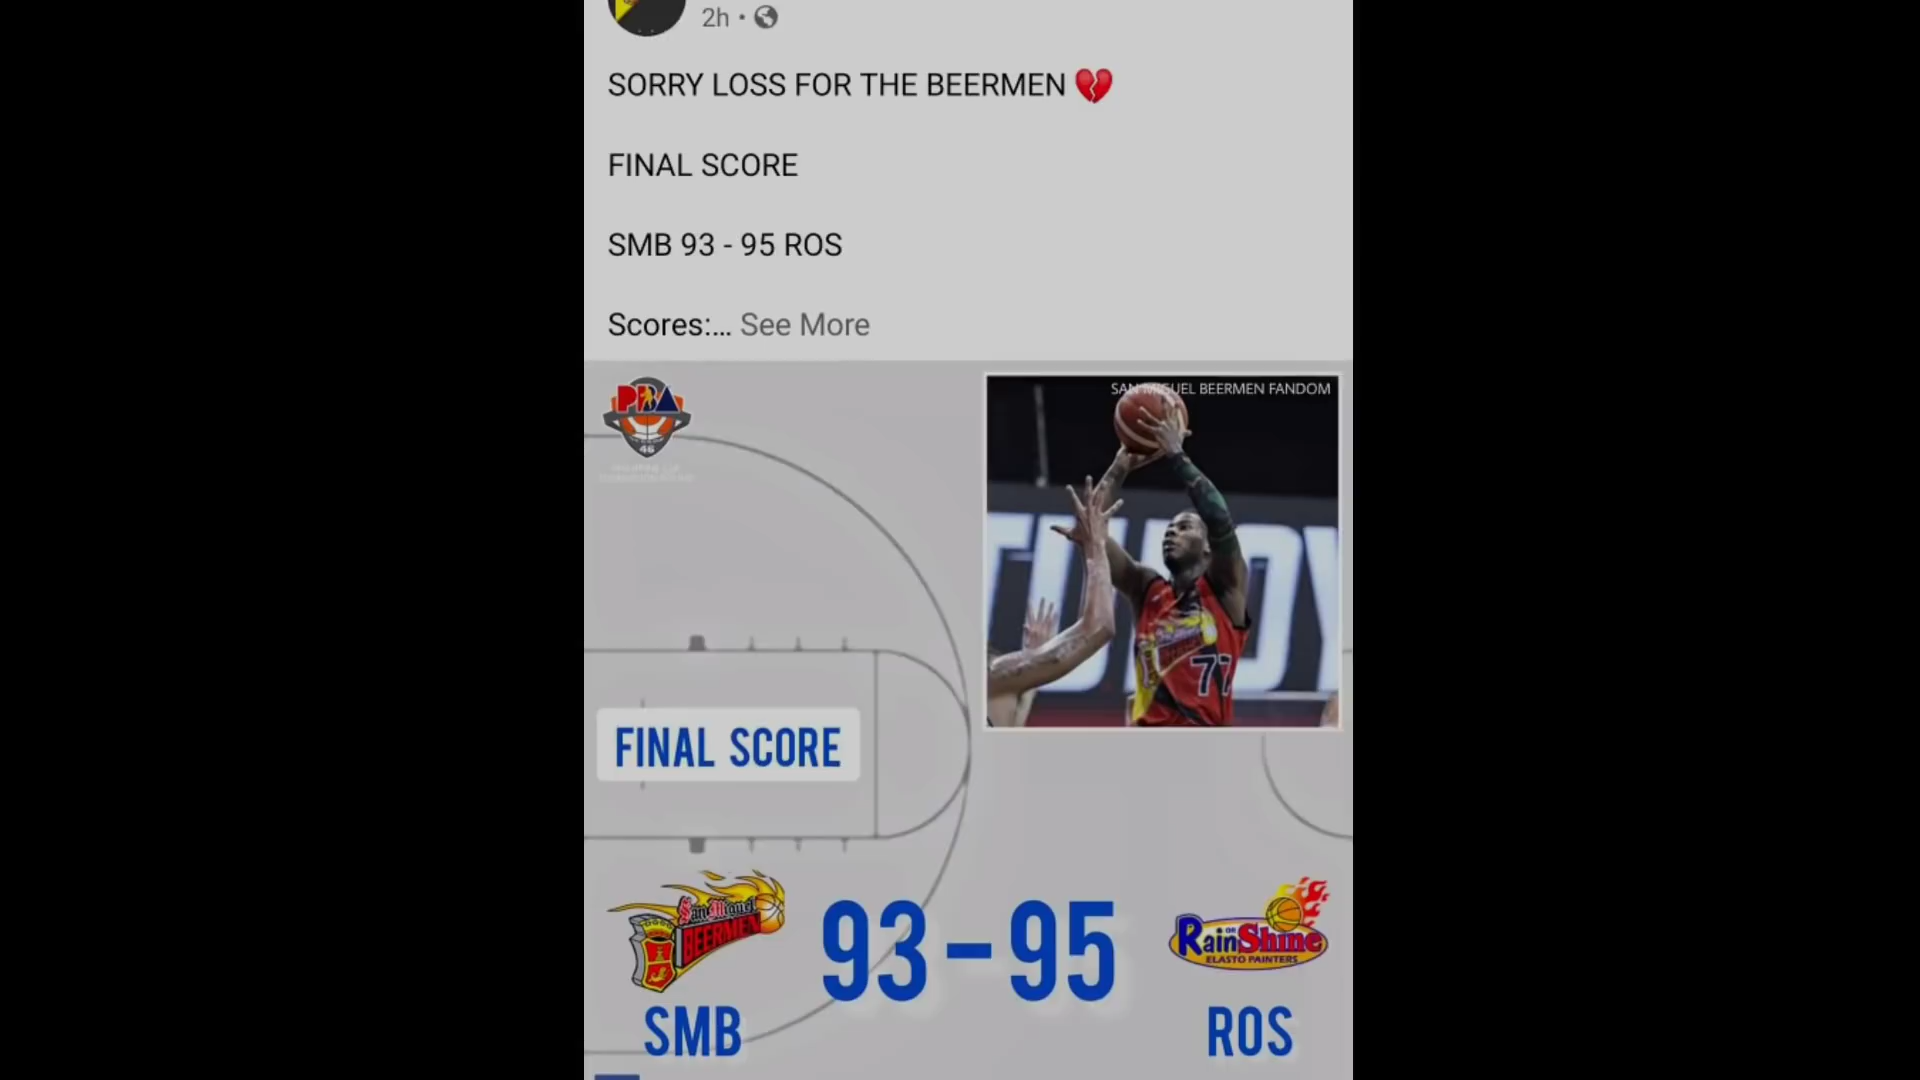 2h •
SORRY LOSS FOR THE BEERMEN 💔
FINAL SCORE
SMB 93 - 95 ROS
Scores:... See More
PBA
46
SAN MIGUEL BEERMEN FANDOM
77
FINAL SCORE
San Miguel
BEERMEN
93 - 95
Rain OR Shine
ELASTO PAINTERS
SMB
ROS